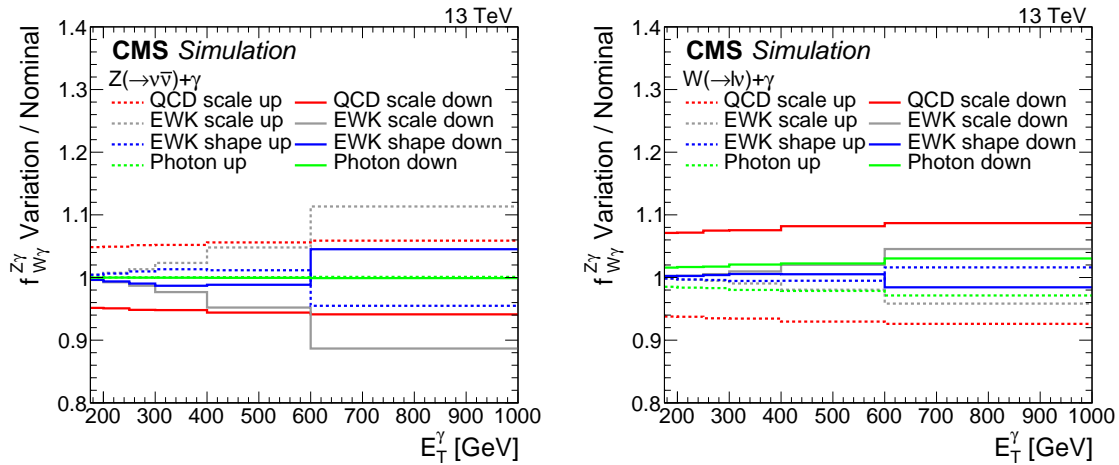 13 TeV
CMS Simulation
Z(→νν̅)+γ
QCD scale up QCD scale down
EWK scale up EWK scale down
EWK shape up EWK shape down
Photon up Photon down
f Zγ Wγ Variation / Nominal
1.4
1.3
1.2
1.1
1
0.9
0.8
200 300 400 500 600 700 800 900 1000
E_T^γ [GeV]
13 TeV
CMS Simulation
W(→lν)+γ
QCD scale up QCD scale down
EWK scale up EWK scale down
EWK shape up EWK shape down
Photon up Photon down
f Zγ Wγ Variation / Nominal
1.4
1.3
1.2
1.1
1
0.9
0.8
200 300 400 500 600 700 800 900 1000
E_T^γ [GeV]